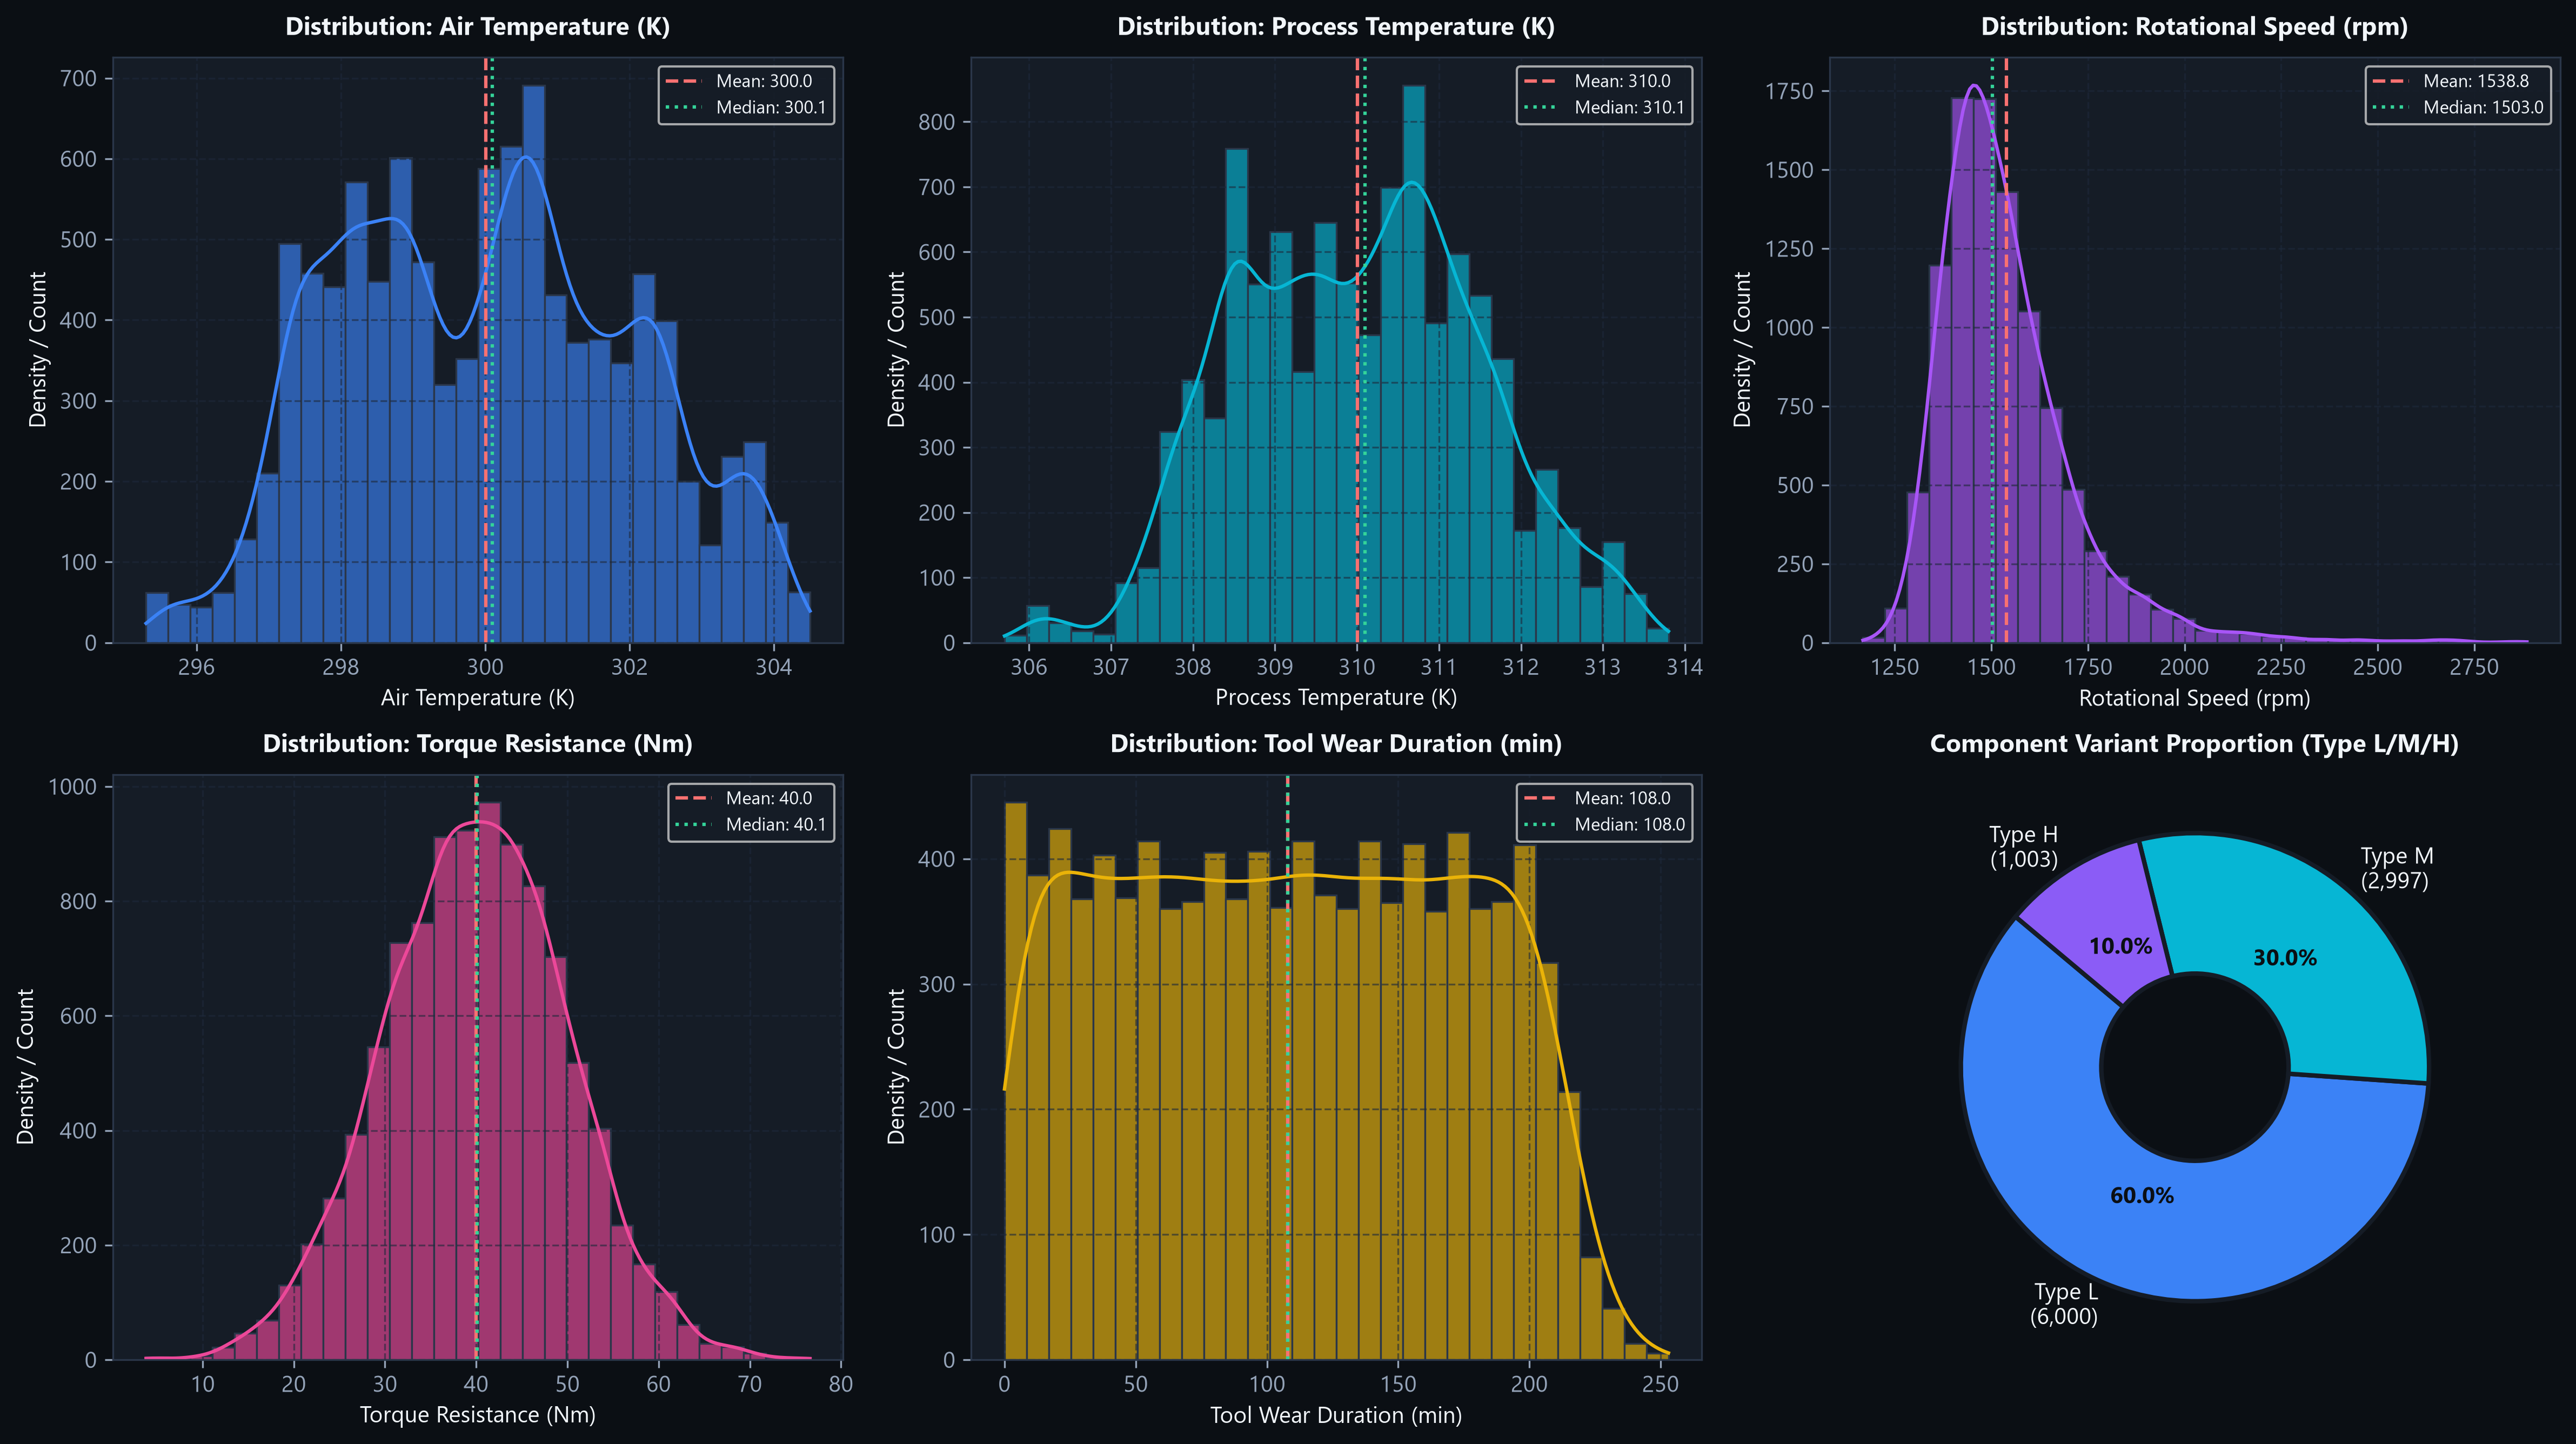 Distribution: Air Temperature (K)
Mean: 300.0
Median: 300.1
Density / Count
700
600
500
400
300
200
100
0
296 298 300 302 304
Air Temperature (K)
Distribution: Process Temperature (K)
Mean: 310.0
Median: 310.1
Density / Count
800
700
600
500
400
300
200
100
0
306 307 308 309 310 311 312 313 314
Process Temperature (K)
Distribution: Rotational Speed (rpm)
Mean: 1538.8
Median: 1503.0
Density / Count
1750
1500
1250
1000
750
500
250
0
1250 1500 1750 2000 2250 2500 2750
Rotational Speed (rpm)
Distribution: Torque Resistance (Nm)
Mean: 40.0
Median: 40.1
Density / Count
1000
800
600
400
200
0
10 20 30 40 50 60 70 80
Torque Resistance (Nm)
Distribution: Tool Wear Duration (min)
Mean: 108.0
Median: 108.0
Density / Count
400
300
200
100
0
0 50 100 150 200 250
Tool Wear Duration (min)
Component Variant Proportion (Type L/M/H)
Type H
(1,003)
Type M
(2,997)
10.0%
30.0%
60.0%
Type L
(6,000)